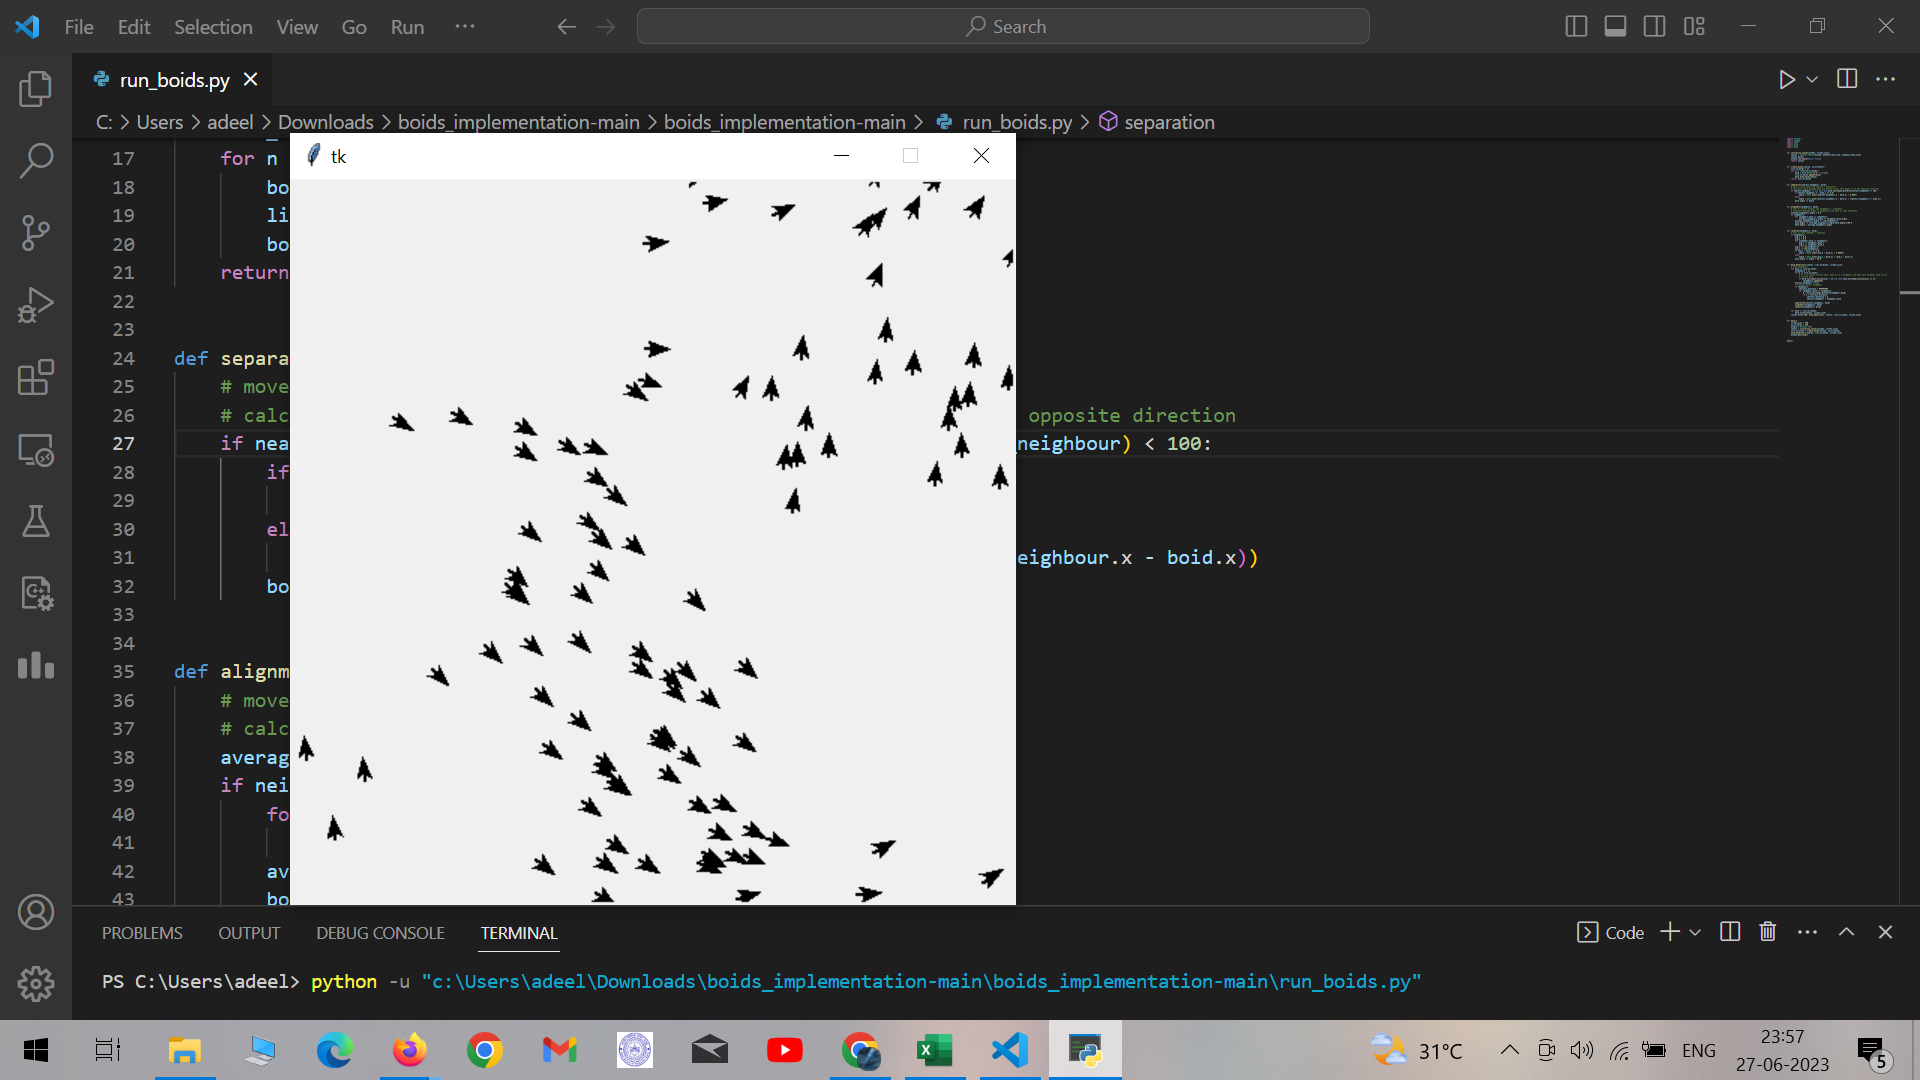 File Edit Selection View Go Run ··· Search
run_boids.py
C: > Users > adeel > Downloads > boids_implementation-main > boids_implementation-main > run_boids.py > separation
tk
17 for n
18 bo
19 li
20 bo
21 return
22
23
24 def separa
25 # move
26 # calc opposite direction
27 if nea neighbour) < 100:
28 if
29
30 el
31 eighbour.x - boid.x))
32 bo
33
34
35 def alignm
36 # move
37 # calc
38 averag
39 if nei
40 fo
41
42 av
43 bo
PROBLEMS OUTPUT DEBUG CONSOLE TERMINAL Code
PS C:\Users\adeel> python -u "c:\Users\adeel\Downloads\boids_implementation-main\boids_implementation-main\run_boids.py"
31°C ENG 23:57
27-06-2023 5